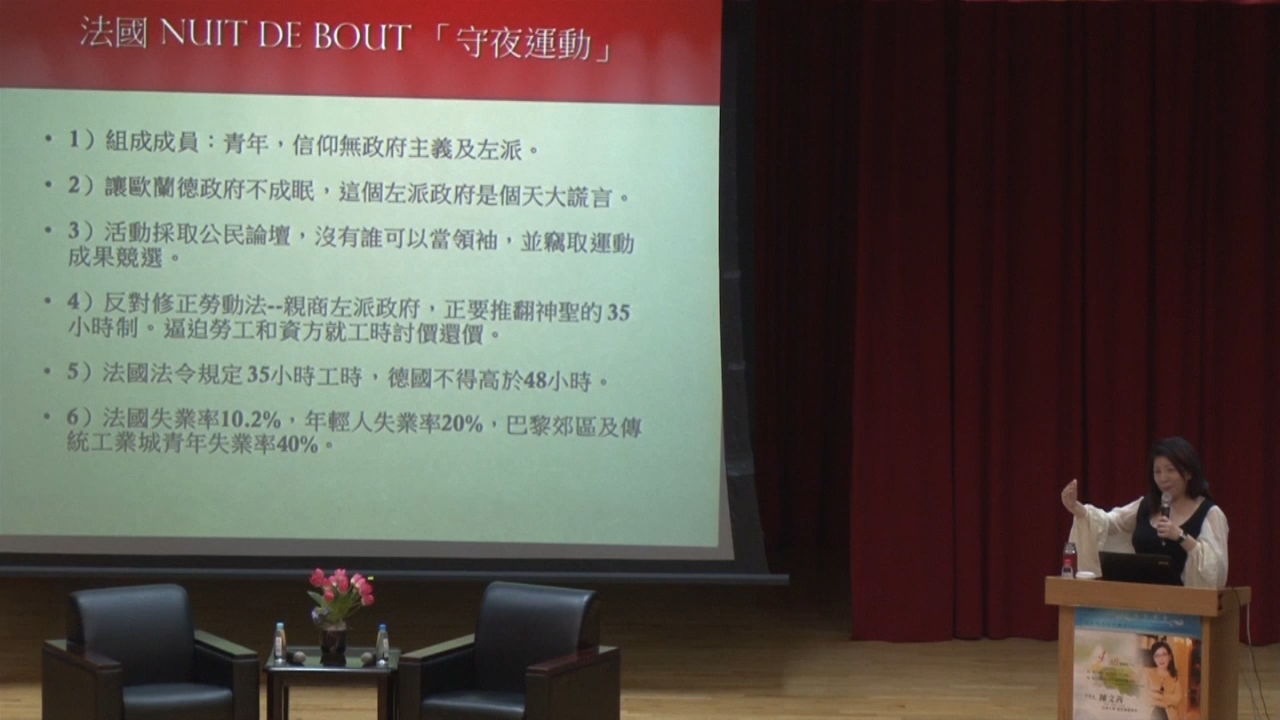 法國 NUIT DE BOUT 「守夜運動」
• 1）組成成員：青年，信仰無政府主義及左派。
• 2）讓歐蘭德政府不成眠，這個左派政府是個天大謊言。
• 3）活動採取公民論壇，沒有誰可以當領袖，並竊取運動
成果競選。
• 4）反對修正勞動法--親商左派政府，正要推翻神聖的 35
小時制。逼迫勞工和資方就工時討價還價。
• 5）法國法令規定 35小時工時，德國不得高於48小時。
• 6）法國失業率10.2%，年輕人失業率20%，巴黎郊區及傳
統工業城青年失業率40%。
陳文茜